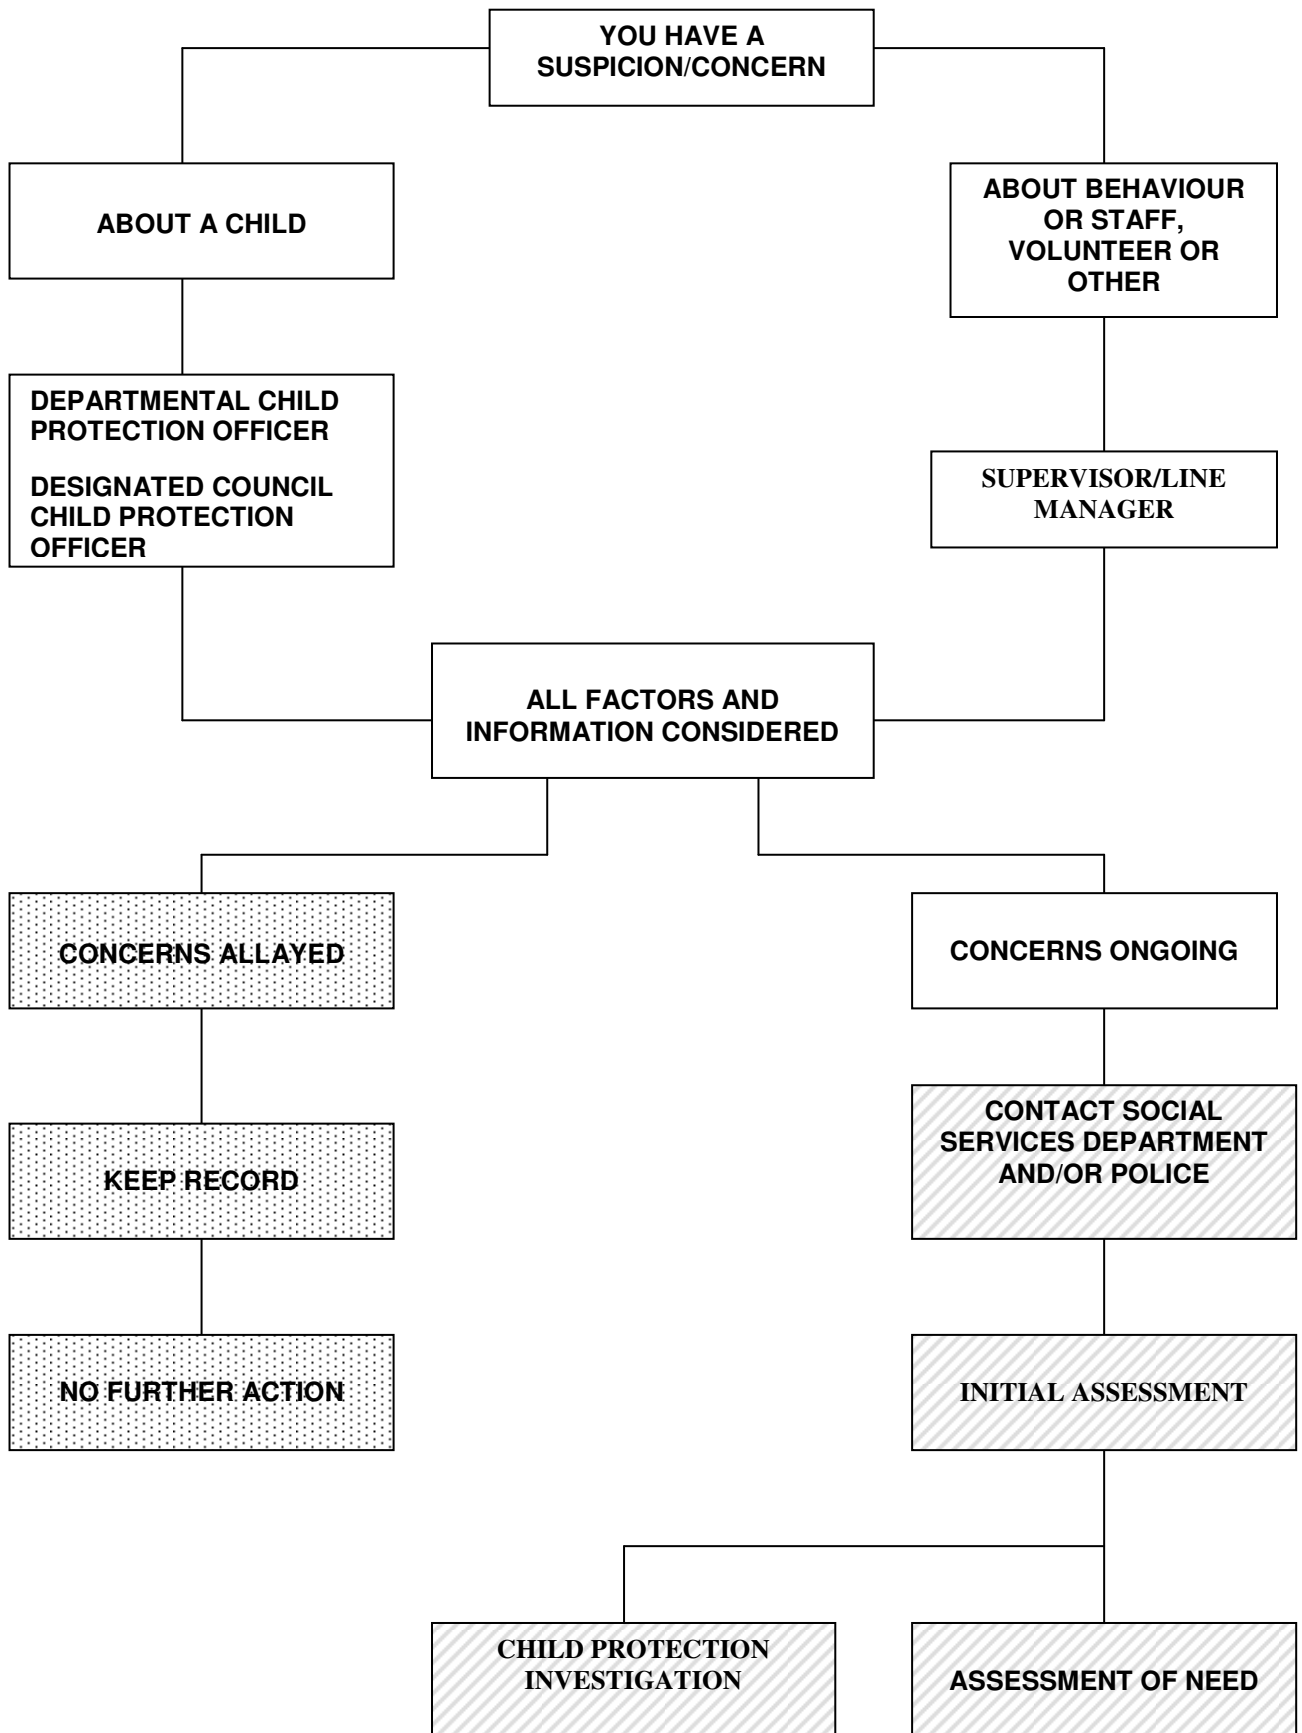 YOU HAVE A
SUSPICION/CONCERN
ABOUT A CHILD
ABOUT BEHAVIOUR
OR STAFF,
VOLUNTEER OR
OTHER
DEPARTMENTAL CHILD
PROTECTION OFFICER
DESIGNATED COUNCIL
CHILD PROTECTION
OFFICER
SUPERVISOR/LINE
MANAGER
ALL FACTORS AND
INFORMATION CONSIDERED
CONCERNS ALLAYED
CONCERNS ONGOING
KEEP RECORD
CONTACT SOCIAL
SERVICES DEPARTMENT
AND/OR POLICE
NO FURTHER ACTION
INITIAL ASSESSMENT
CHILD PROTECTION
INVESTIGATION
ASSESSMENT OF NEED